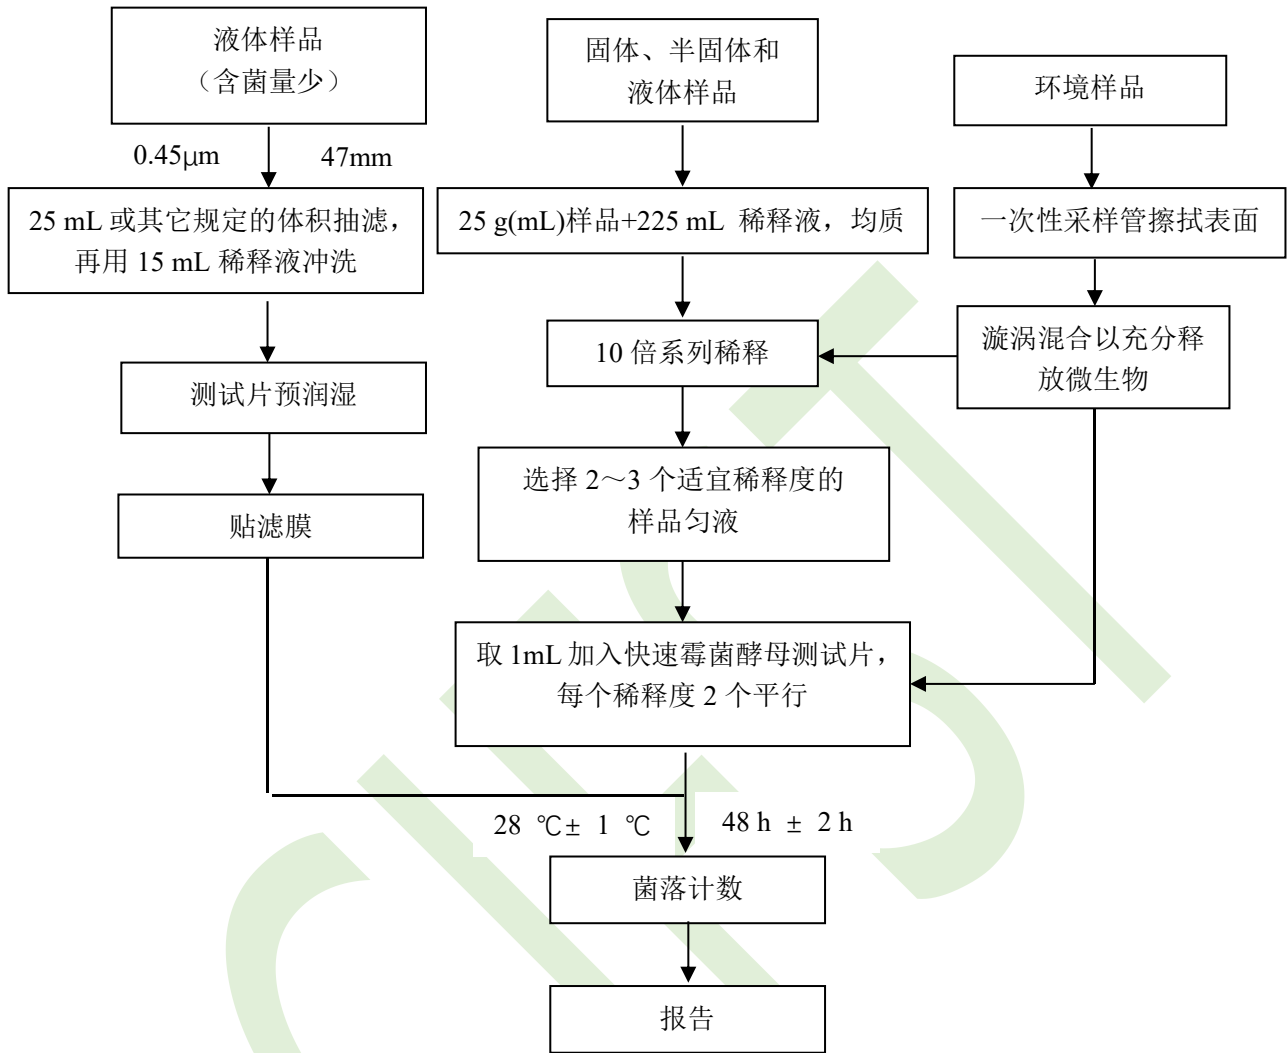 液体样品
（含菌量少）
0.45μm
47mm
25 mL 或其它规定的体积抽滤，
再用 15 mL 稀释液冲洗
测试片预润湿
贴滤膜
固体、半固体和
液体样品
25 g(mL)样品+225 mL 稀释液，均质
10 倍系列稀释
选择 2～3 个适宜稀释度的
样品匀液
取 1mL 加入快速霉菌酵母测试片，
每个稀释度 2 个平行
环境样品
一次性采样管擦拭表面
漩涡混合以充分释
放微生物
28 ℃± 1 ℃
48 h ± 2 h
菌落计数
报告